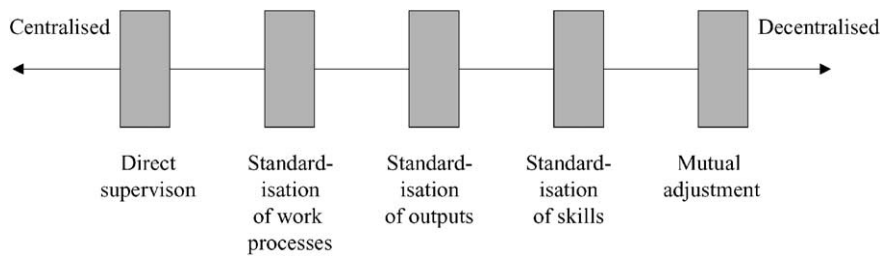 Centralised
Decentralised
Direct
supervison
Standard-
isation
of work
processes
Standard-
isation
of outputs
Standard-
isation
of skills
Mutual
adjustment